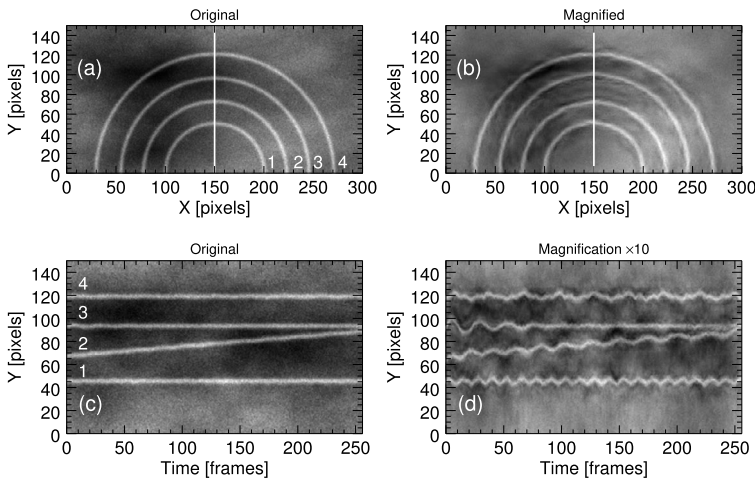 Original
Magnified
140
120
100
80
60
40
20
0
Y [pixels]
(a)
1 2 3 4
0 50 100 150 200 250 300
X [pixels]
140
120
100
80
60
40
20
0
Y [pixels]
(b)
0 50 100 150 200 250 300
X [pixels]
Original
Magnification ×10
140
120
100
80
60
40
20
0
Y [pixels]
4
3
2
1
(c)
0 50 100 150 200 250
Time [frames]
140
120
100
80
60
40
20
0
Y [pixels]
(d)
0 50 100 150 200 250
Time [frames]